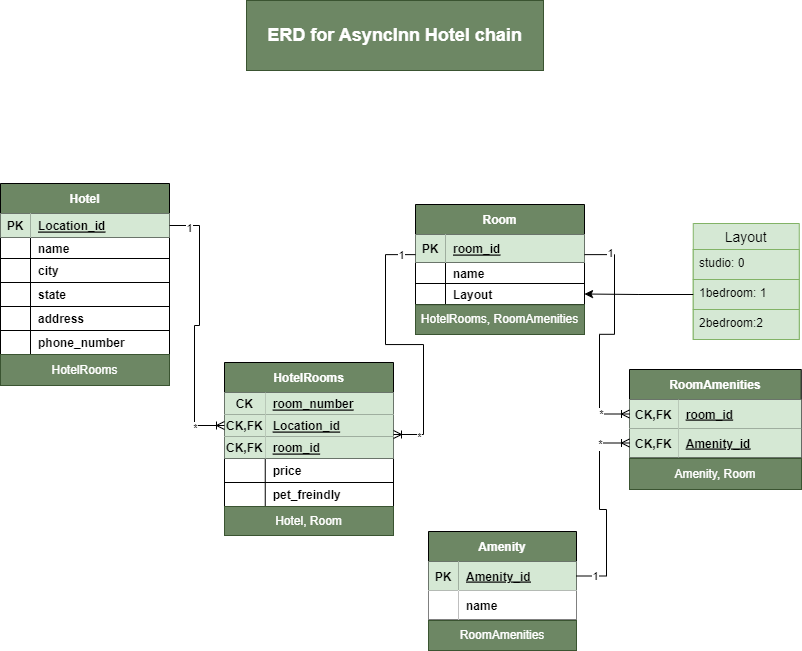 ERD for AsyncInn Hotel chain
Hotel
PK Location_id
name
city
state
address
phone_number
HotelRooms
1
*
Room
PK room_id
name
Layout
HotelRooms, RoomAmenities
1
1
Layout
studio: 0
1bedroom: 1
2bedroom:2
HotelRooms
CK room_number
CK,FK Location_id
CK,FK room_id
price
pet_freindly
Hotel, Room
*
RoomAmenities
* CK,FK room_id
* CK,FK Amenity_id
Amenity, Room
Amenity
PK Amenity_id
name
RoomAmenities
1